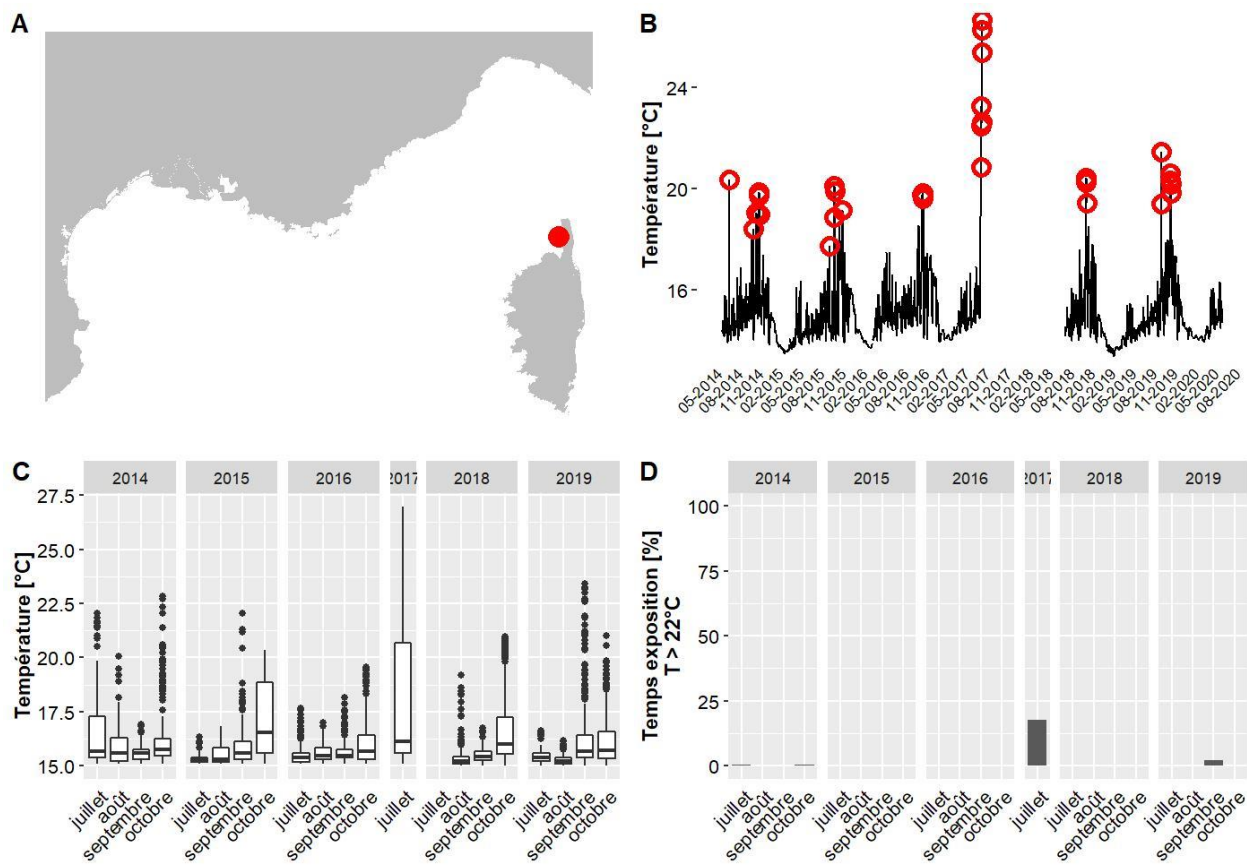 A
B
Température [°C]
24
20
16
05-2014
08-2014
11-2014
02-2015
05-2015
08-2015
11-2015
02-2016
05-2016
08-2016
11-2016
02-2017
05-2017
08-2017
11-2017
02-2018
05-2018
08-2018
11-2018
02-2019
05-2019
08-2019
11-2019
02-2020
05-2020
08-2020
C
2014 2015 2016 2017 2018 2019
Température [°C]
27.5
25.0
22.5
20.0
17.5
15.0
juillet août septembre octobre
juillet août septembre octobre
juillet août septembre octobre
juillet
août septembre octobre
juillet août septembre octobre
D
2014 2015 2016 2017 2018 2019
Temps exposition [%]
T > 22°C
100
75
50
25
0
juillet août septembre octobre
juillet août septembre octobre
juillet août septembre octobre
juillet
août septembre octobre
juillet août septembre octobre